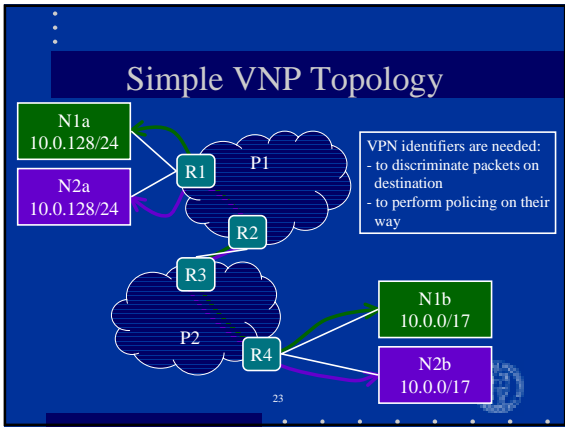 Simple VNP Topology
N1a
10.0.128/24
N2a
10.0.128/24
R1
P1
R2
R3
P2
R4
VPN identifiers are needed:
- to discriminate packets on
destination
- to perform policing on their
way
N1b
10.0.0/17
N2b
10.0.0/17
23